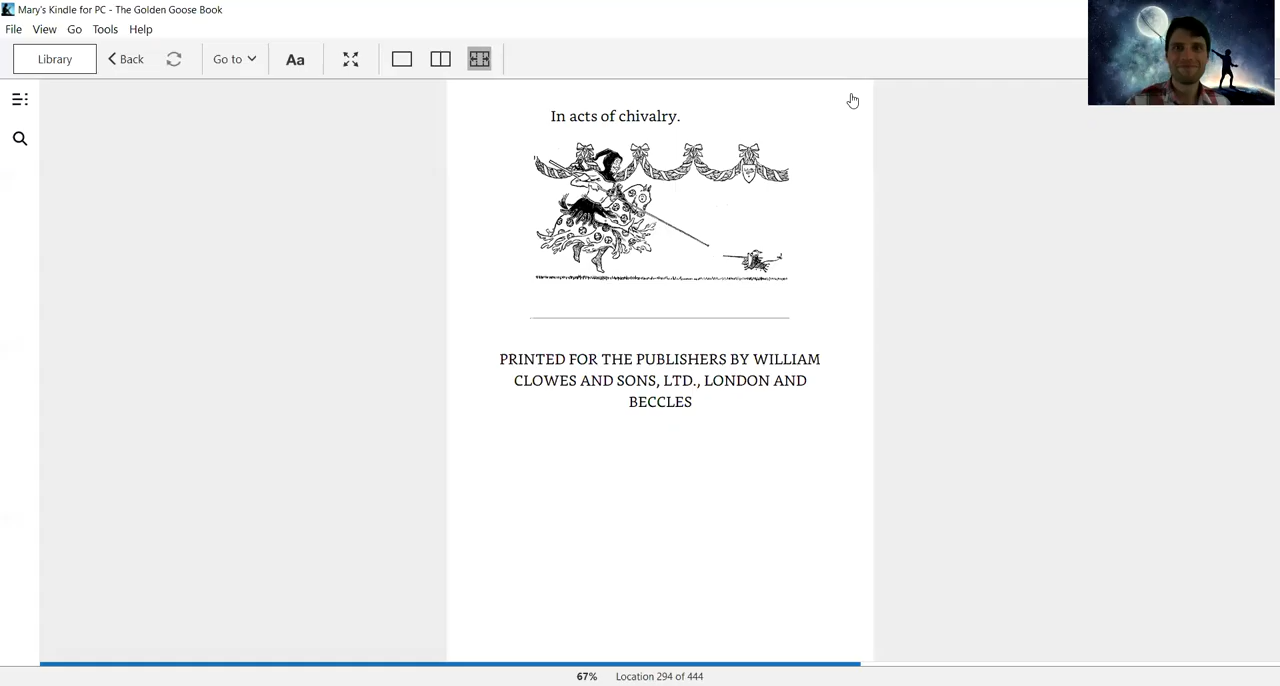 Mary's Kindle for PC - The Golden Goose Book
File View Go Tools Help
Library Back Go to Aa
In acts of chivalry.
PRINTED FOR THE PUBLISHERS BY WILLIAM
CLOWES AND SONS, LTD., LONDON AND
BECCLES
67% Location 294 of 444